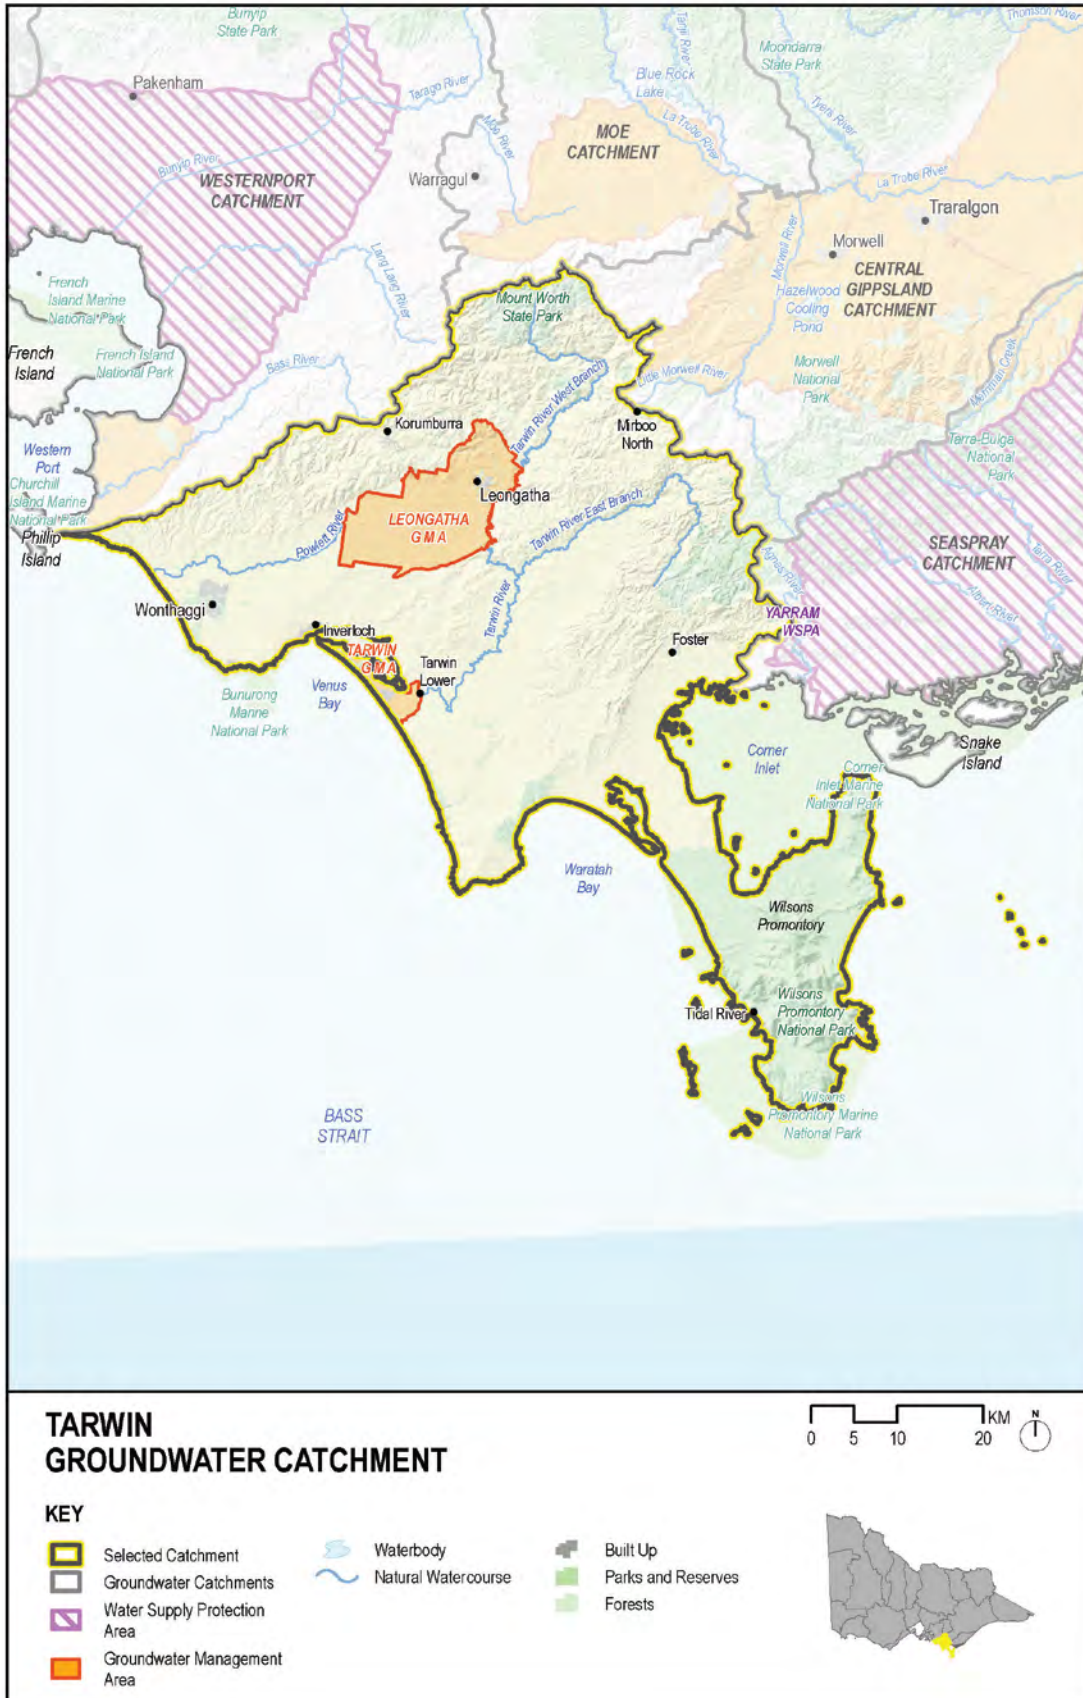 Bunyip
State Park
Thomson River
Tanjil River
Moondarra
State Park
Pakenham
Tarago River
Blue Rock
Lake
Tyers River
Moe River
La Trobe River
MOE
CATCHMENT
Bunyip River
WESTERNPORT
CATCHMENT
Warragul
La Trobe River
Traralgon
Morwell River
Morwell
CENTRAL
GIPPSLAND
CATCHMENT
Hazelwood
Cooling
Pond
Lang Lang River
French
Island Marine
National Park
Mount Worth
State Park
French
Island
French Island
National Park
Bass River
Tarwin River West Branch
Little Morwell River
Morwell
National
Park
Merriman Creek
Korumburra
Mirboo
North
Tarra-Bulga
National
Park
Western
Port
Churchill
Island Marine
National Park
Leongatha
Tarwin River East Branch
LEONGATHA
GMA
Powlett River
Phillip
Island
Agnes River
SEASPRAY
CATCHMENT
Tarra River
Albert River
Wonthaggi
Tarwin River
YARRAM
WSPA
Inverloch
Foster
TARWIN
GMA
Tarwin
Lower
Venus
Bay
Bunurong
Marine
National Park
Corner
Inlet
Snake
Island
Corner
Inlet Marine
National Park
Waratah
Bay
Wilsons
Promontory
Wilsons
Promontory
National Park
Tidal River
Wilsons
Promontory Marine
National Park
BASS
STRAIT
TARWIN
GROUNDWATER CATCHMENT
KM
N
0 5 10 20
KEY
Selected Catchment
Groundwater Catchments
Water Supply Protection
Area
Groundwater Management
Area
Waterbody
Natural Watercourse
Built Up
Parks and Reserves
Forests